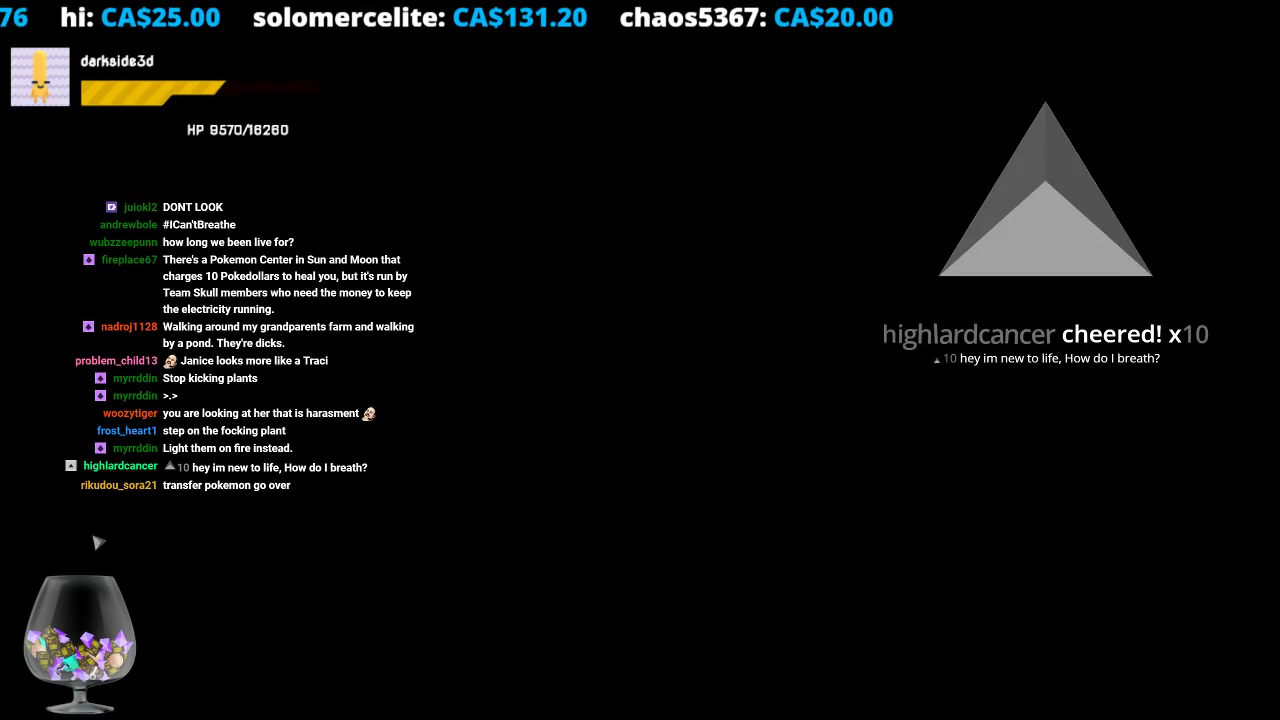 76 hi: CA$25.00 solomercelite: CA$131.20 chaos5367: CA$20.00
darkside3d
HP 9570/16260
juiokl2 DONT LOOK
andrewbole #ICan'tBreathe
wubzzeepunn how long we been live for?
fireplace67 There's a Pokemon Center in Sun and Moon that
charges 10 Pokedollars to heal you, but it's run by
Team Skull members who need the money to keep
the electricity running.
nadroj1128 Walking around my grandparents farm and walking
by a pond. They're dicks.
problem_child13 Janice looks more like a Traci
myrrddin Stop kicking plants
myrrddin >.>
woozytiger you are looking at her that is harasment
frost_heart1 step on the focking plant
myrrddin Light them on fire instead.
highlardcancer 10 hey im new to life, How do I breath?
rikudou_sora21 transfer pokemon go over
highlardcancer cheered! x10
10 hey im new to life, How do I breath?